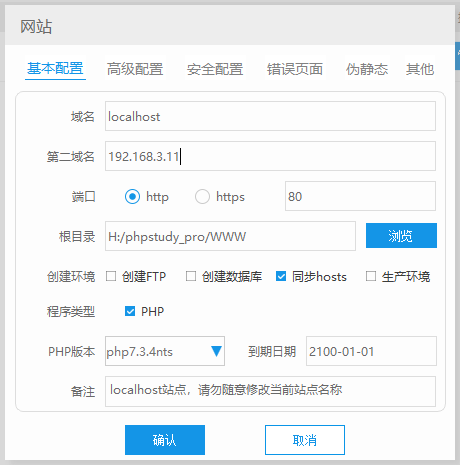 网站
基本配置 高级配置 安全配置 错误页面 伪静态 其他
域名 localhost
第二域名 192.168.3.11
端口 http https 80
根目录 H:/phpstudy_pro/WWW 浏览
创建环境 创建FTP 创建数据库 同步hosts 生产环境
程序类型 PHP
PHP版本 php7.3.4nts 到期日期 2100-01-01
备注 localhost站点，请勿随意修改当前站点名称
确认 取消